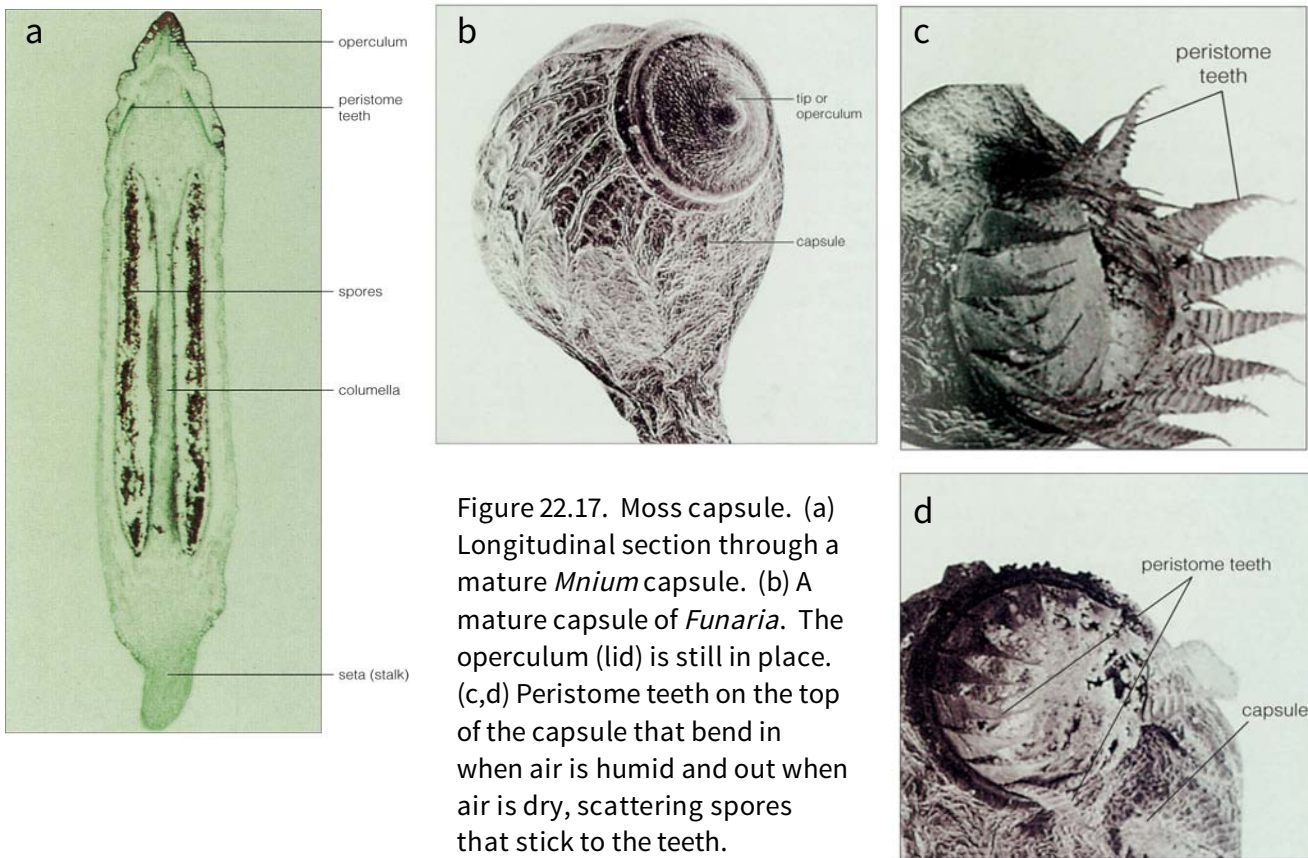 a
operculum
peristome
teeth
spores
columella
seta (stalk)
b
tip or
operculum
capsule
c
peristome
teeth
Figure 22.17. Moss capsule. (a)
Longitudinal section through a
mature Mnium capsule. (b) A
mature capsule of Funaria. The
operculum (lid) is still in place.
(c,d) Peristome teeth on the top
of the capsule that bend in
when air is humid and out when
air is dry, scattering spores
that stick to the teeth.
d
peristome teeth
capsule